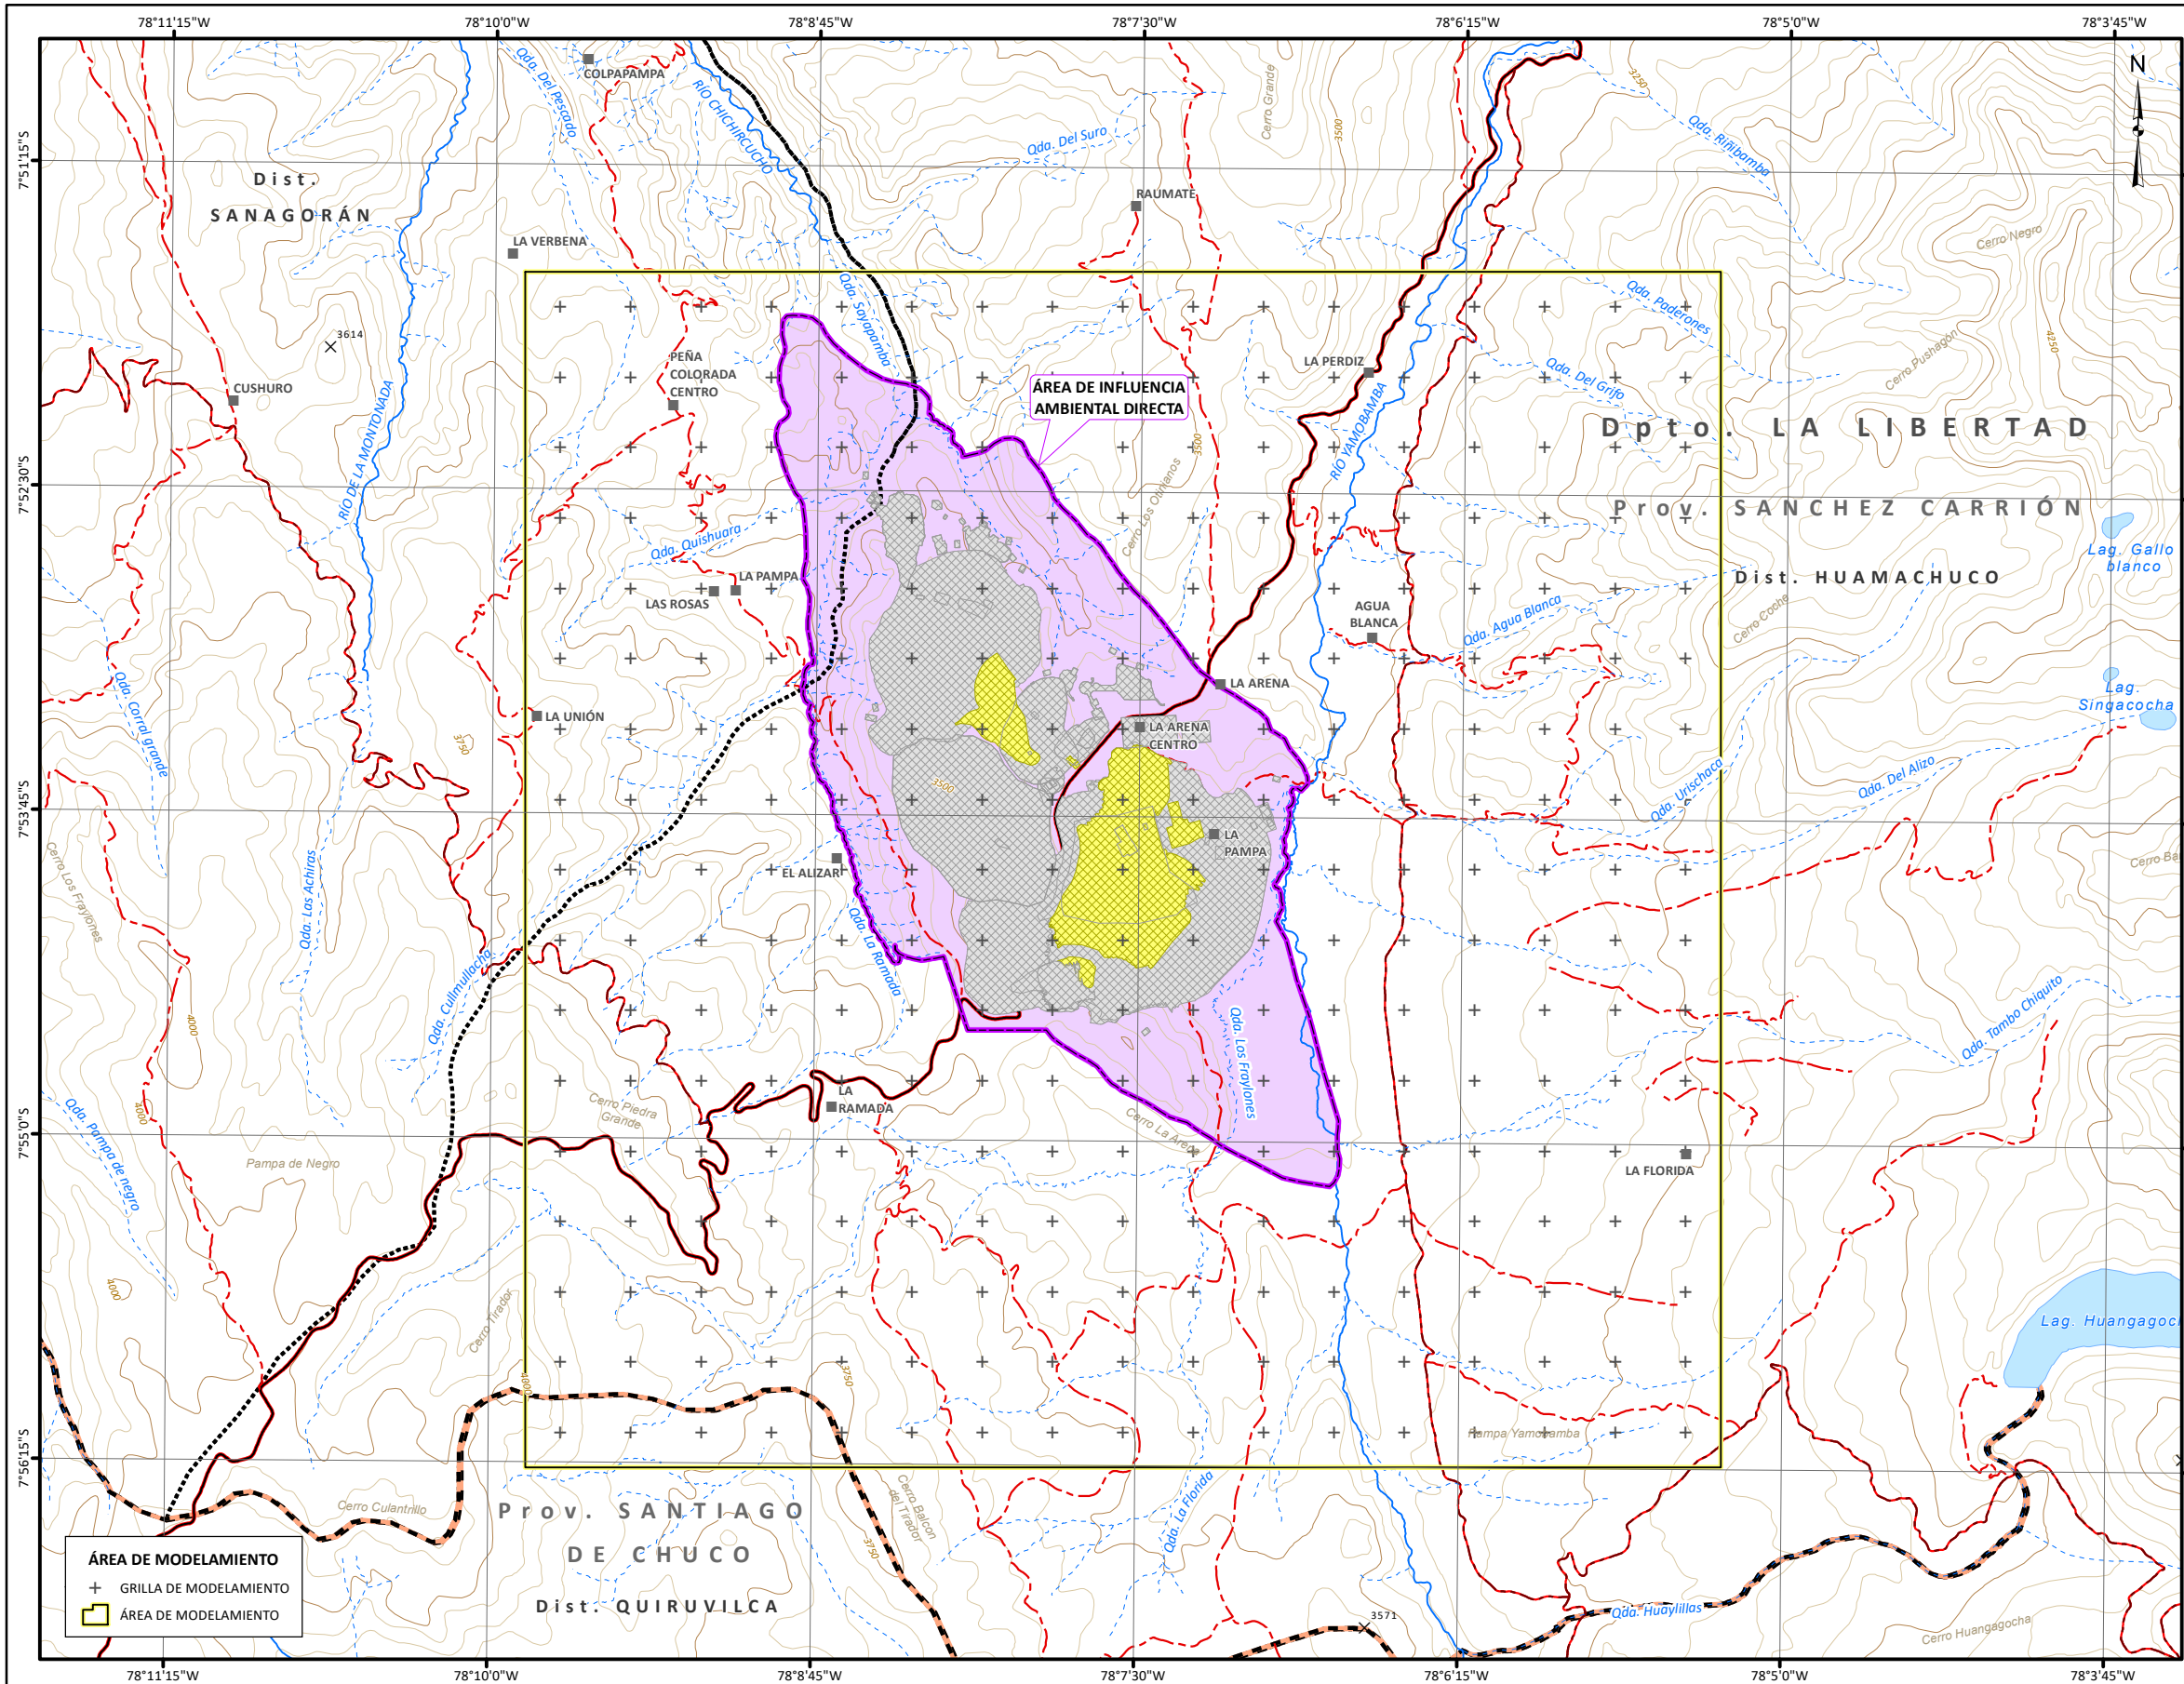 78°11'15"W
78°10'0"W
78°8'45"W
78°7'30"W
78°6'15"W
78°5'0"W
78°3'45"W
7°51'15"S
7°52'30"S
7°53'45"S
7°55'0"S
7°56'15"S
N
COLPAPAMPA
Qda. Del Pescado
RÍO CHICHIRCUCHO
Cerro Grande
3250
3500
Qda. Riñibamba
Qda. Del Suro
Dist.
SANAGORÁN
RAUMATE
LA VERBENA
Cerro Negro
Qda. Sayapamba
Qda. Paderones
3614
PEÑA
COLORADA
CENTRO
LA PERDIZ
Qda. Del Grifo
Cerro Pushagón
4250
CUSHURO
ÁREA DE INFLUENCIA
AMBIENTAL DIRECTA
RÍO DE LA MONTONADA
RÍO YAMOBAMBA
Dpto. LA LIBERTAD
3500
Cerro Los Olimanos
Prov. SANCHEZ CARRIÓN
Qda. Quishuara
Lag. Gallo
blanco
LA PAMPA
LAS ROSAS
Dist. HUAMACHUCO
AGUA
BLANCA
Qda. Agua Blanca
Cerro Coche
Qda. Corral grande
LA ARENA
Lag.
Singacocha
LA UNIÓN
3750
LA ARENA
CENTRO
3500
Qda. Urischaca
Qda. Del Alizo
LA
PAMPA
Cerro Los Fraylones
EL ALIZAR
Cerro Ba
Qda. Las Achiras
Qda. La Ramada
Qda. Cullmullacha
4000
Qda. Los Fraylones
Qda. Tambo Chiquito
4000
Qda. Pampa de negro
Cerro Piedra
Grande
LA
RAMADA
Cerro La Arena
Pampa de Negro
LA FLORIDA
4000
Cerro Tirador
Lag. Huangagoch
4000
3750
Pampa Yamobamba
Cerro Culantrillo
Prov. SANTIAGO
DE CHUCO
Dist. QUIRUVILCA
Cerro Balcon
del Tirador
3750
Qda. La Florida
3571
Qda. Huaylillas
Cerro Huangagocha
ÁREA DE MODELAMIENTO
GRILLA DE MODELAMIENTO
ÁREA DE MODELAMIENTO
78°11'15"W
78°10'0"W
78°8'45"W
78°7'30"W
78°6'15"W
78°5'0"W
78°3'45"W